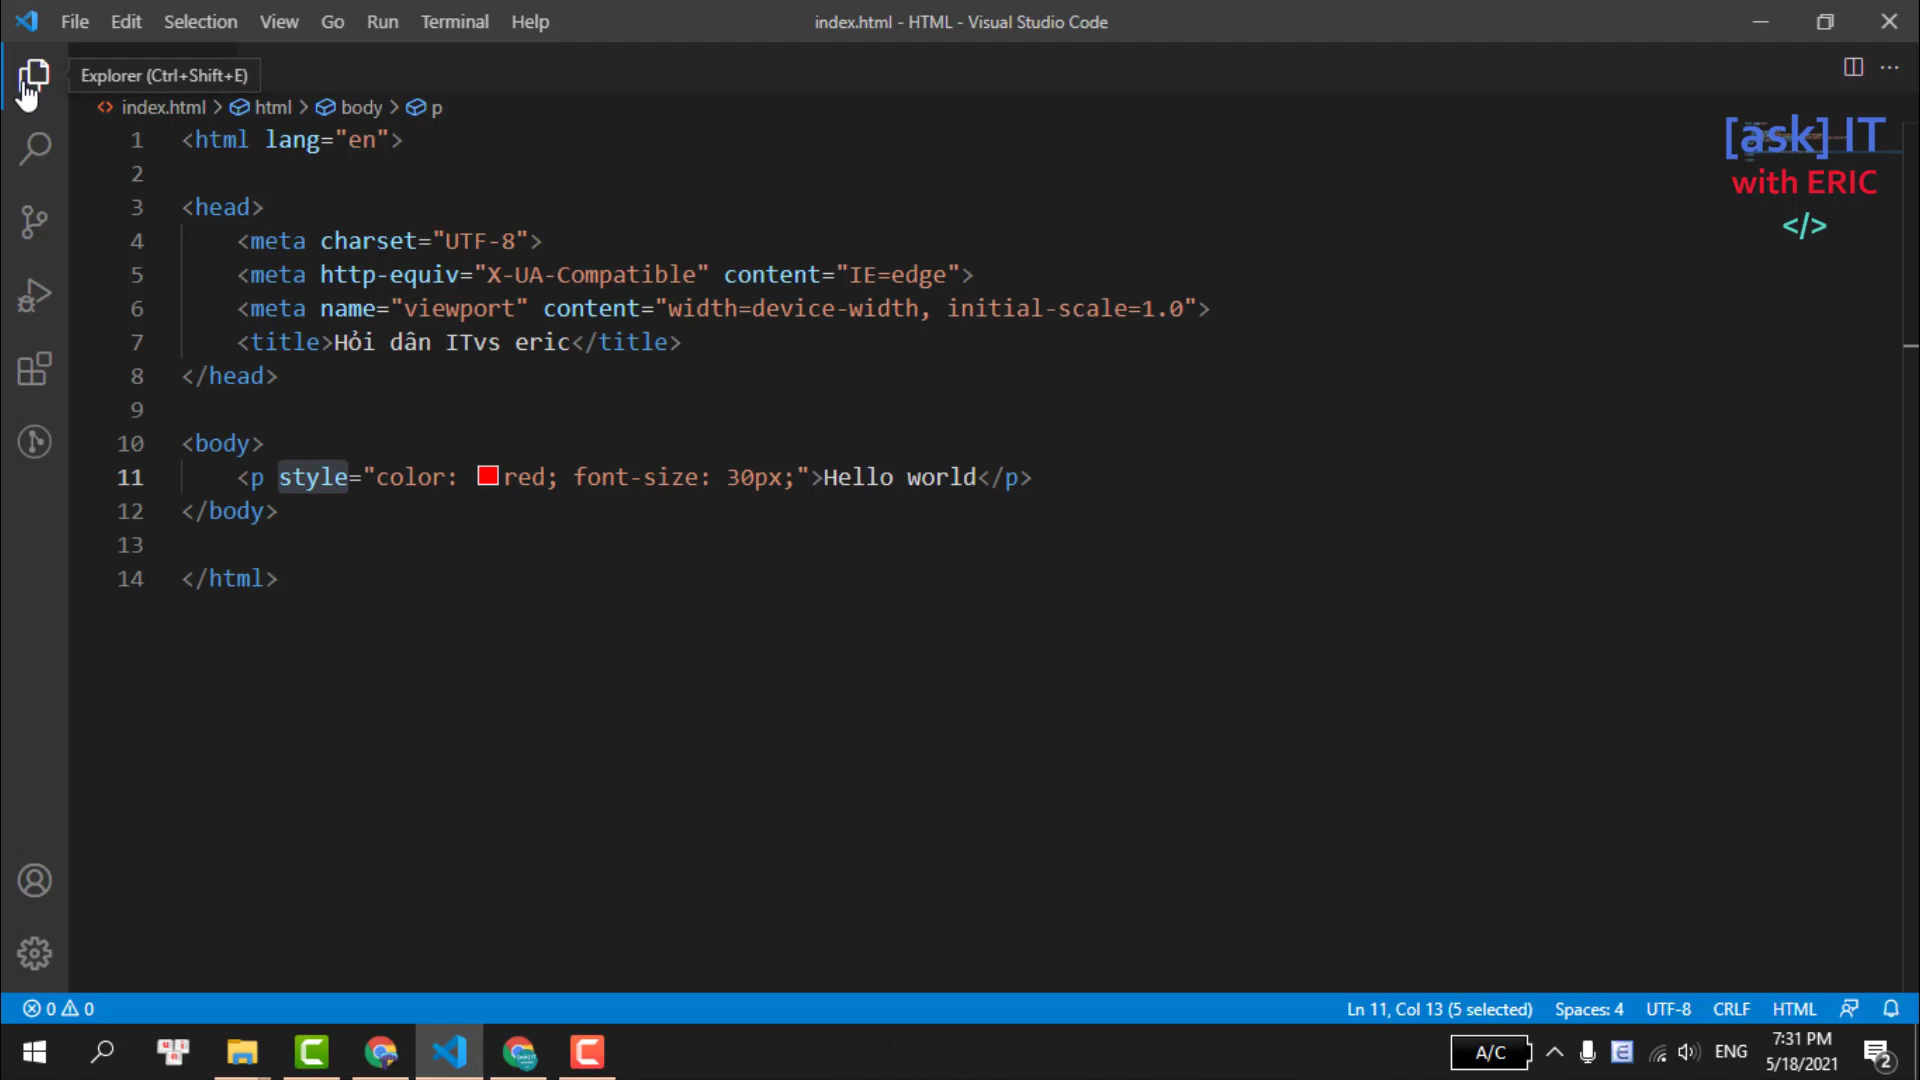 File Edit Selection View Go Run Terminal Help
index.html - HTML - Visual Studio Code
Explorer (Ctrl+Shift+E)
index.html > html > body > p
[ask] IT
with ERIC
</>
1 <html lang="en">
2
3 <head>
4 <meta charset="UTF-8">
5 <meta http-equiv="X-UA-Compatible" content="IE=edge">
6 <meta name="viewport" content="width=device-width, initial-scale=1.0">
7 <title>Hỏi dân ITvs eric</title>
8 </head>
9
10 <body>
11 <p style="color: red; font-size: 30px;">Hello world</p>
12 </body>
13
14 </html>
0 0
Ln 11, Col 13 (5 selected) Spaces: 4 UTF-8 CRLF HTML
A/C ENG
7:31 PM
5/18/2021
2